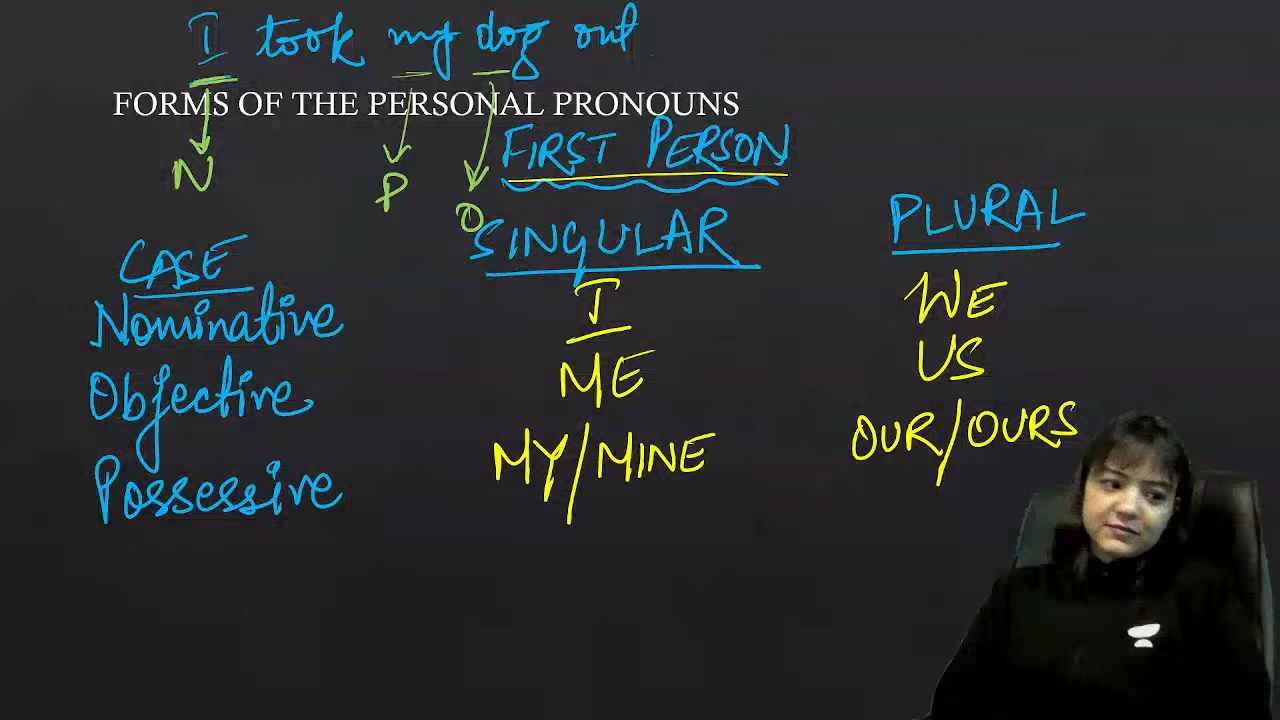 I took my dog out
FORMS OF THE PERSONAL PRONOUNS
N P O
FIRST PERSON
CASE SINGULAR PLURAL
Nominative I WE
Objective ME US
Possessive MY/MINE OUR/OURS